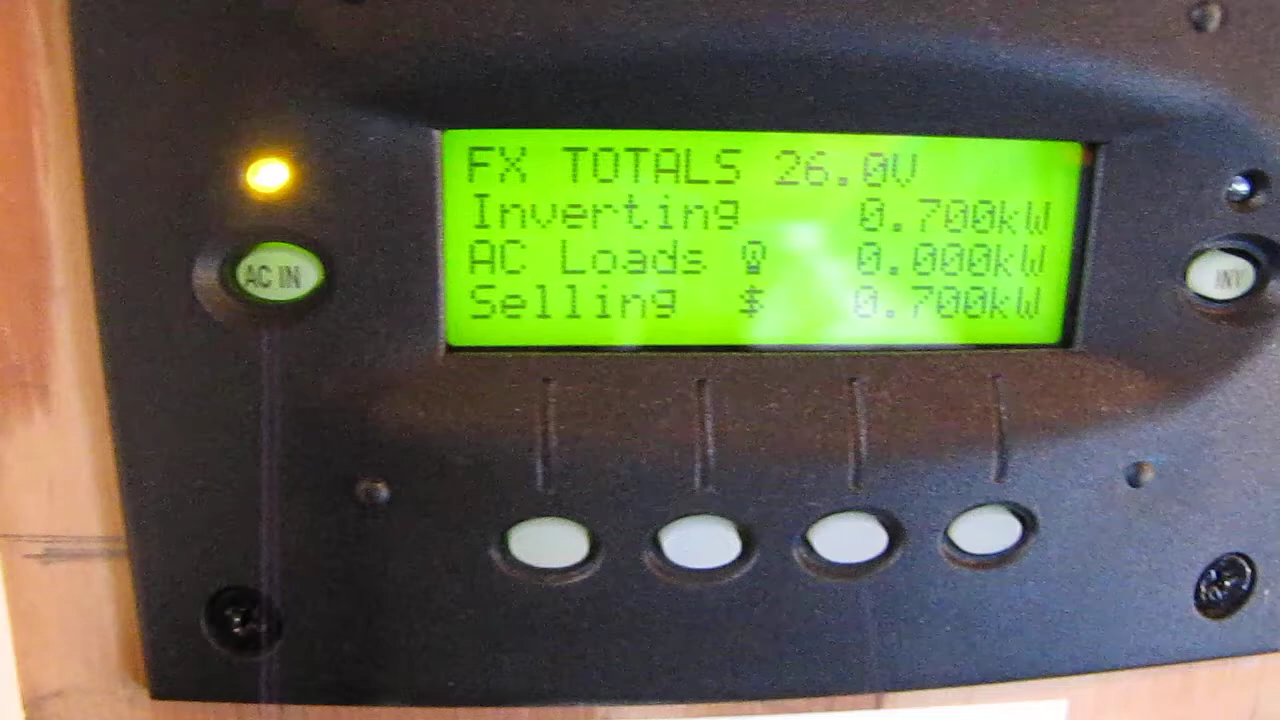 FX TOTALS 26.0V
Inverting 0.700kW
AC Loads 0.000kW
Selling $ 0.700kW
AC IN
INV